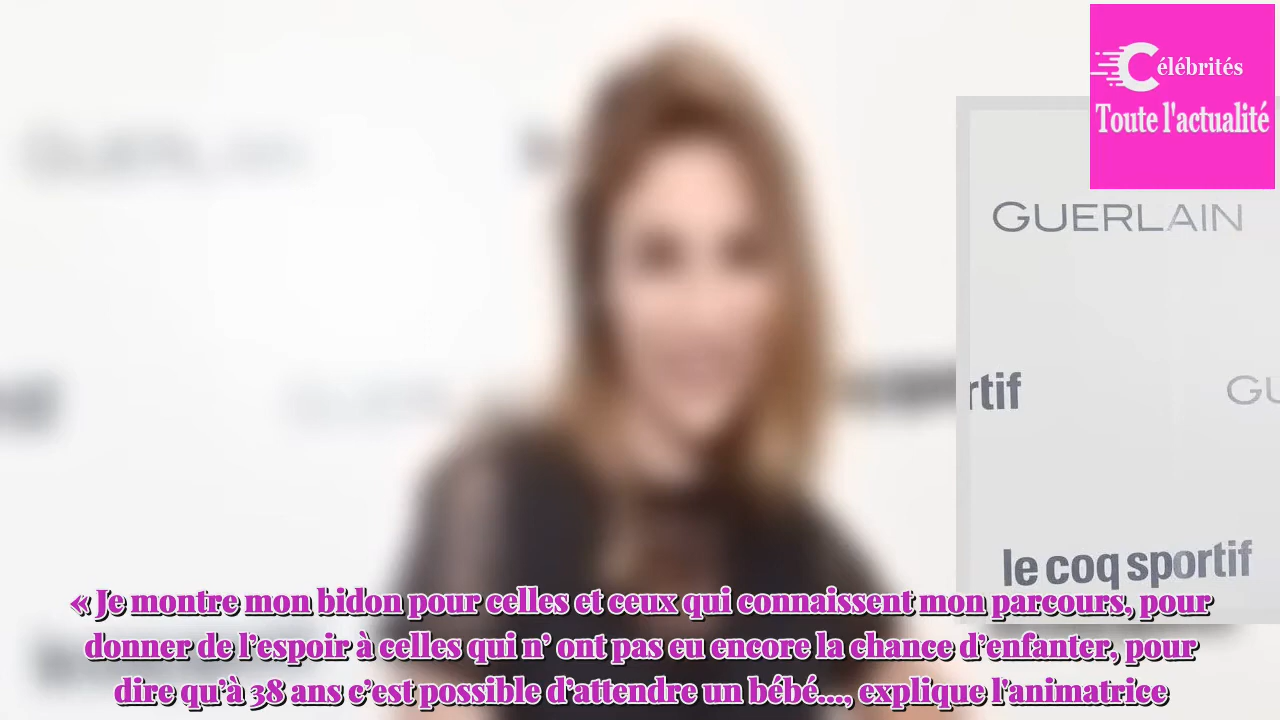 Célébrités
Toute l'actualité
GUERLAIN
rtif
GU
le coq sportif
« Je montre mon bidon pour celles et ceux qui connaissent mon parcours, pour
donner de l’espoir à celles qui n’ ont pas eu encore la chance d’enfanter, pour
dire qu’à 38 ans c’est possible d’attendre un bébé..., explique l’animatrice